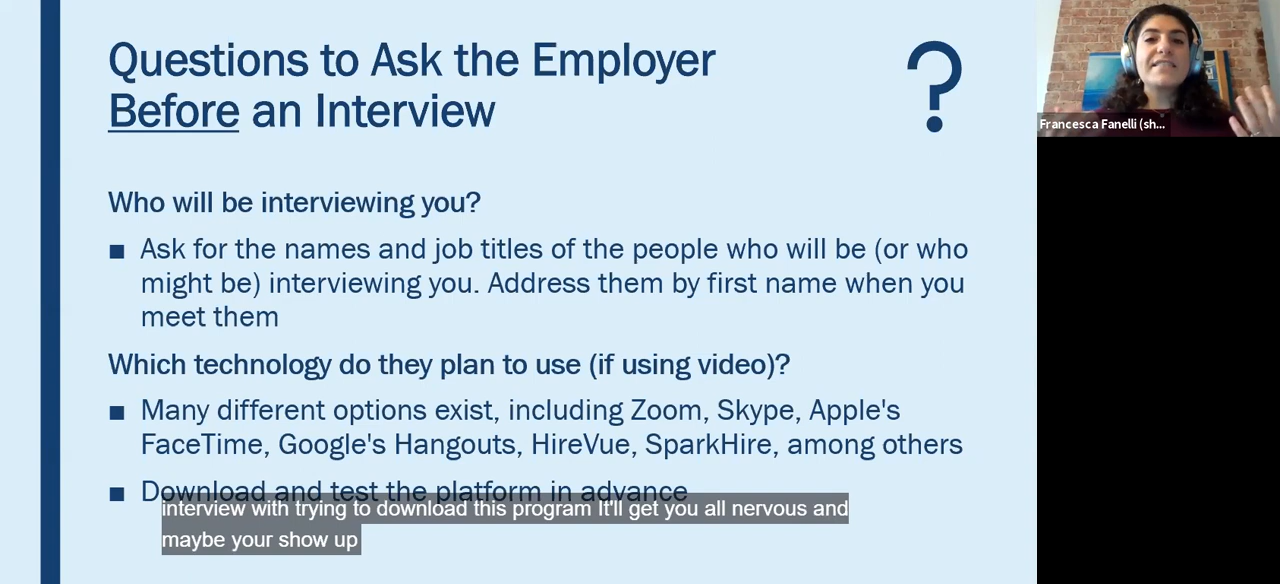 Questions to Ask the Employer
Before an Interview
?
Who will be interviewing you?
■ Ask for the names and job titles of the people who will be (or who
might be) interviewing you. Address them by first name when you
meet them
Which technology do they plan to use (if using video)?
■ Many different options exist, including Zoom, Skype, Apple's
FaceTime, Google's Hangouts, HireVue, SparkHire, among others
■ Download and test the platform in advance
interview with trying to download this program It'll get you all nervous and
maybe your show up
Francesca Fanelli (sh...